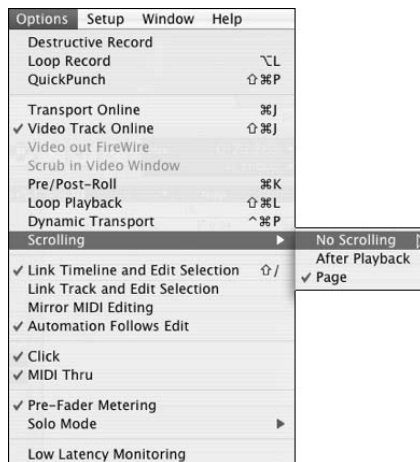 Options Setup Window Help
Destructive Record
Loop Record ⌥L
QuickPunch ⇧⌘P
Transport Online ⌘J
✓ Video Track Online ⇧⌘J
Video out FireWire
Scrub in Video Window
Pre/Post-Roll ⌘K
Loop Playback ⇧⌘L
Dynamic Transport ^⌘P
Scrolling ▶
No Scrolling
After Playback
✓ Page
✓ Link Timeline and Edit Selection ⇧/
Link Track and Edit Selection
Mirror MIDI Editing
✓ Automation Follows Edit
✓ Click
✓ MIDI Thru
✓ Pre-Fader Metering
Solo Mode ▶
Low Latency Monitoring